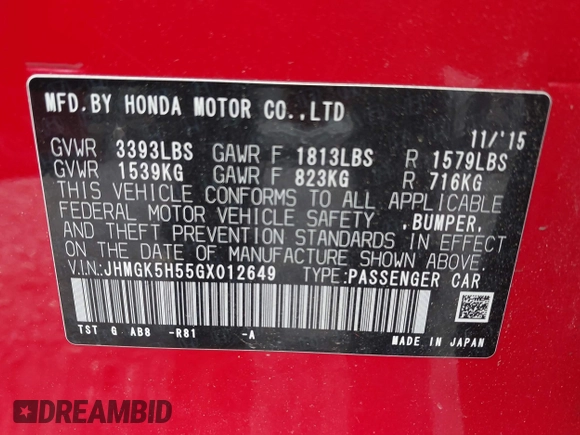 MFD.BY HONDA MOTOR CO.,LTD
11/'15
GVWR 3393LBS GAWR F 1813LBS R 1579LBS
GVWR 1539KG GAWR F 823KG R 716KG
THIS VEHICLE CONFORMS TO ALL APPLICABLE
FEDERAL MOTOR VEHICLE SAFETY ,BUMPER,
AND THEFT PREVENTION STANDARDS IN EFFECT
ON THE DATE OF MANUFACTURE SHOWN ABOVE.
V.IN:JHMGK5H55GX012649 TYPE:PASSENGER CAR
TST G AB8 -R81 -A
MADE IN JAPAN
DREAMBID